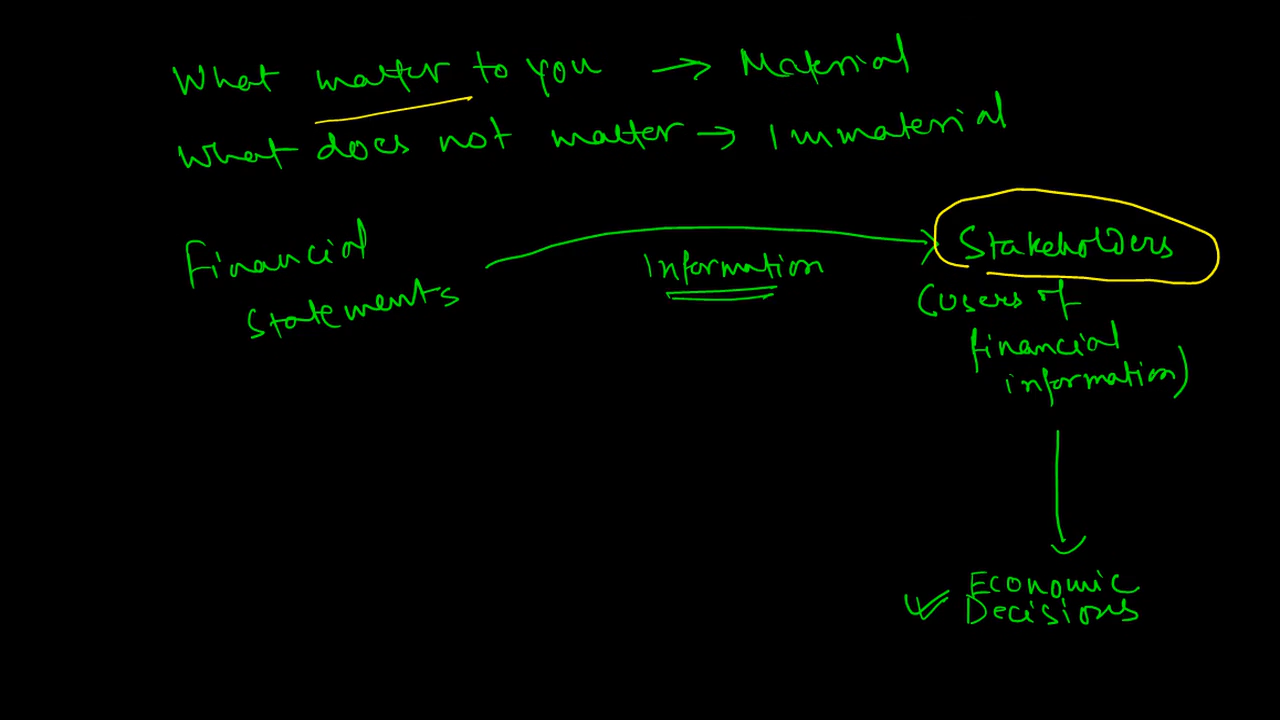 What matter to you → Material
What does not matter → Immaterial
Financial
Statements
Information
Stakeholders
(users of
financial
information)
Economic
Decisions